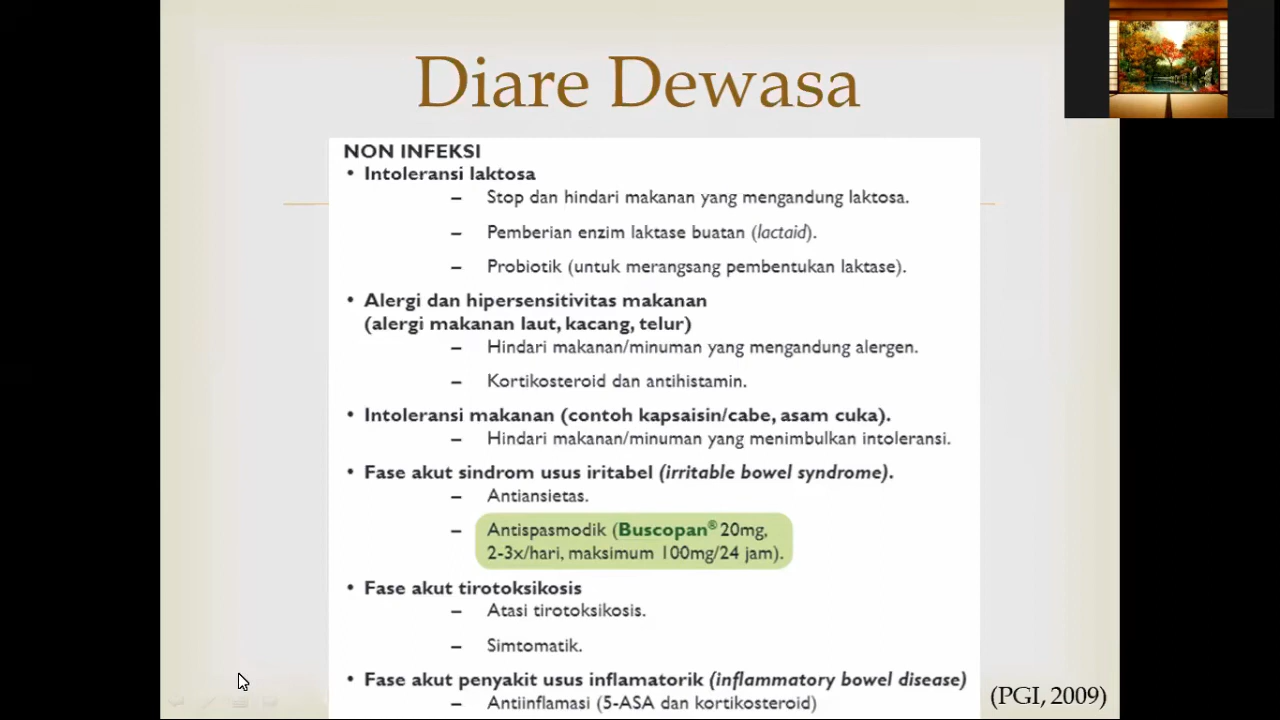 Diare Dewasa
NON INFEKSI
• Intoleransi laktosa
– Stop dan hindari makanan yang mengandung laktosa.
– Pemberian enzim laktase buatan (lactaid).
– Probiotik (untuk merangsang pembentukan laktase).
• Alergi dan hipersensitivitas makanan
(alergi makanan laut, kacang, telur)
– Hindari makanan/minuman yang mengandung alergen.
– Kortikosteroid dan antihistamin.
• Intoleransi makanan (contoh kapsaisin/cabe, asam cuka).
– Hindari makanan/minuman yang menimbulkan intoleransi.
• Fase akut sindrom usus iritabel (irritable bowel syndrome).
– Antiansietas.
– Antispasmodik (Buscopan® 20mg,
2-3x/hari, maksimum 100mg/24 jam).
• Fase akut tirotoksikosis
– Atasi tirotoksikosis.
– Simtomatik.
• Fase akut penyakit usus inflamatorik (inflammatory bowel disease)
– Antiinflamasi (5-ASA dan kortikosteroid)
(PGI, 2009)